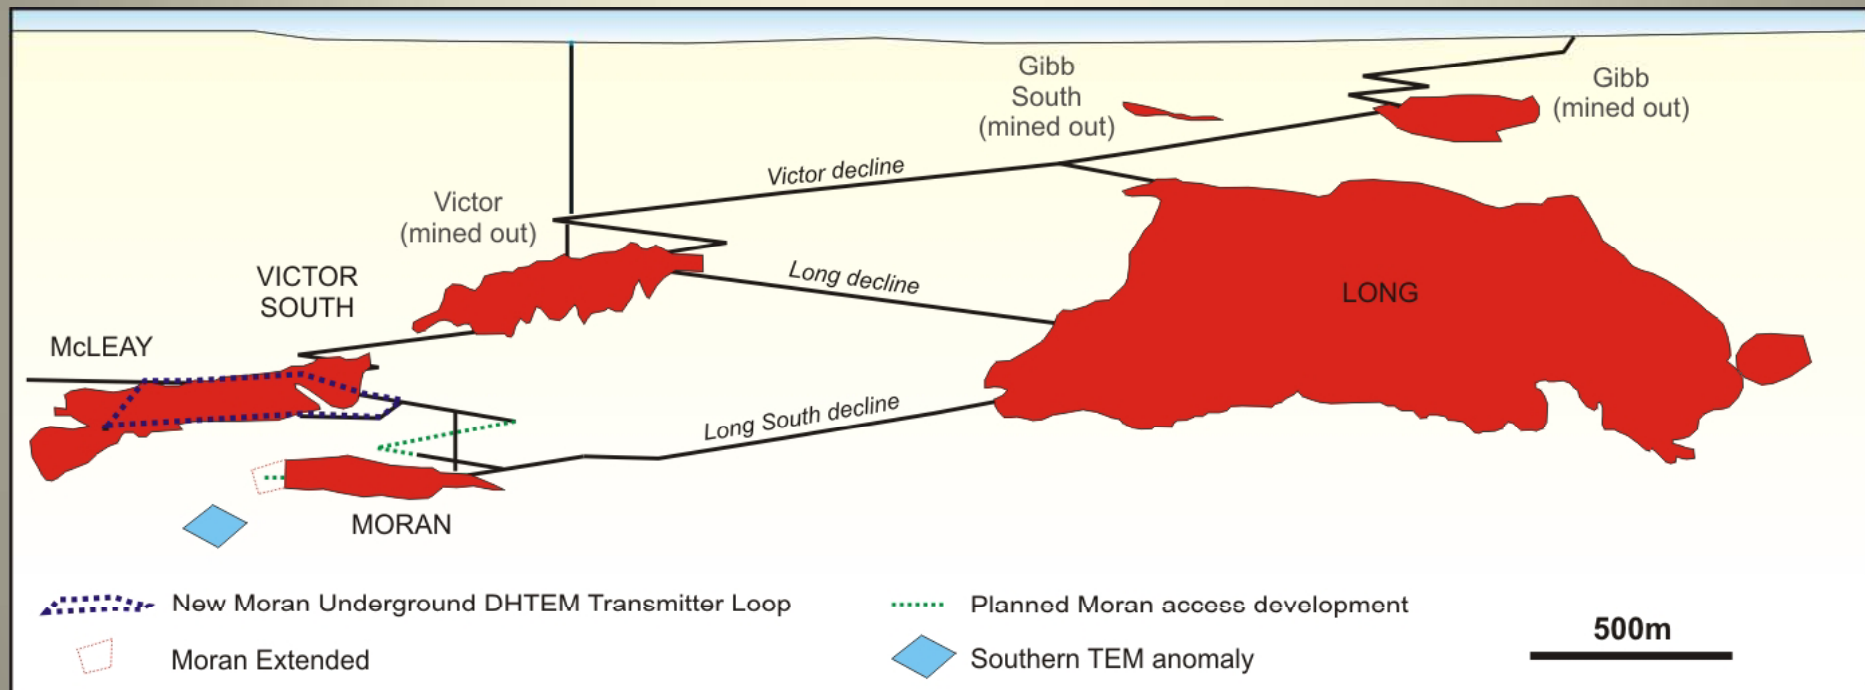 Gibb
South
(mined out)
Gibb
(mined out)
Victor decline
Victor
(mined out)
VICTOR
SOUTH
Long decline
LONG
McLEAY
Long South decline
MORAN
New Moran Underground DHTEM Transmitter Loop
Planned Moran access development
Moran Extended
Southern TEM anomaly
500m